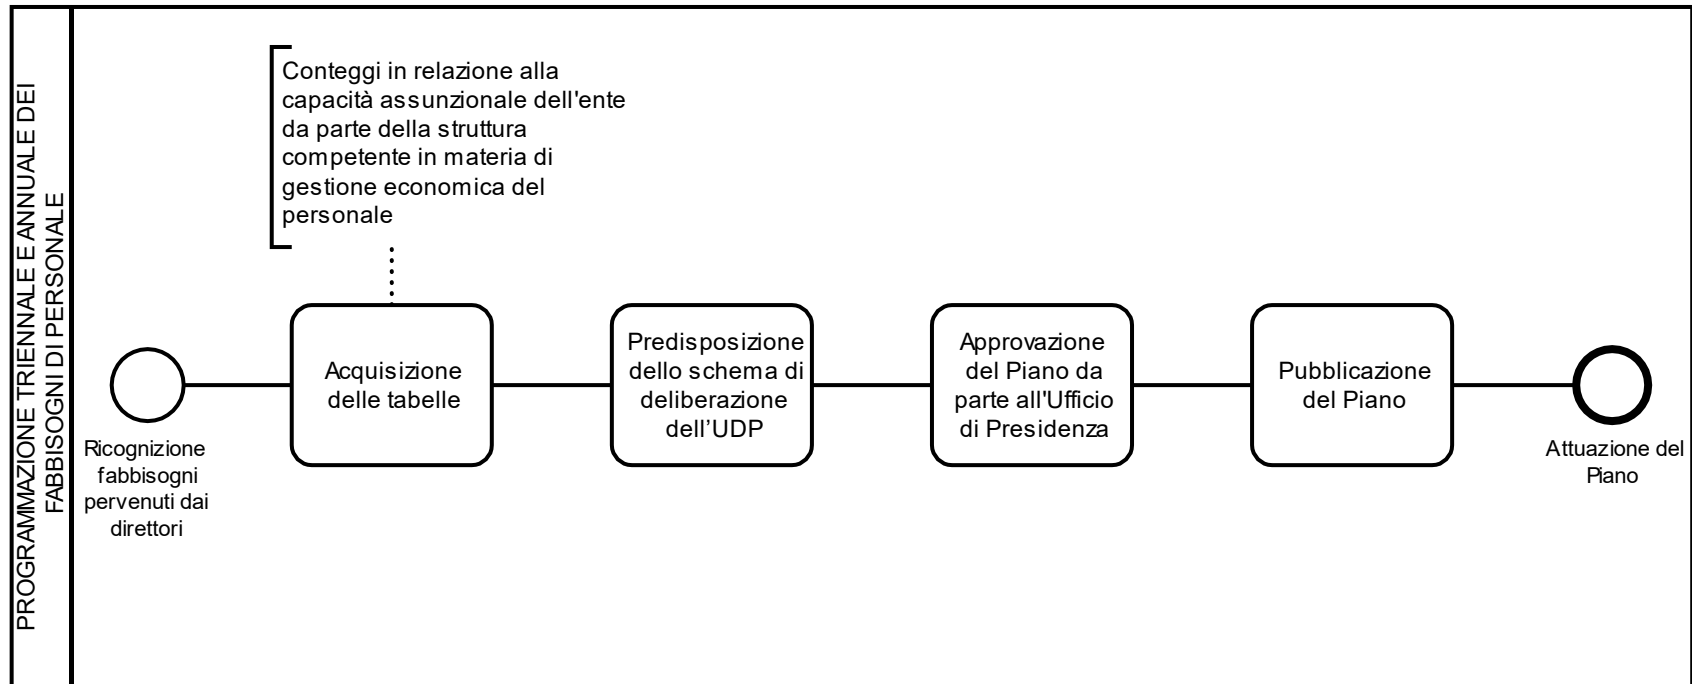 PROGRAMMAZIONE TRIENNALE E ANNUALE DEI
FABBISOGNI DI PERSONALE
Conteggi in relazione alla
capacità assunzionale dell'ente
da parte della struttura
competente in materia di
gestione economica del
personale
Ricognizione
fabbisogni
pervenuti dai
direttori
Acquisizione
delle tabelle
Predisposizione
dello schema di
deliberazione
dell’UDP
Approvazione
del Piano da
parte all'Ufficio
di Presidenza
Pubblicazione
del Piano
Attuazione del
Piano